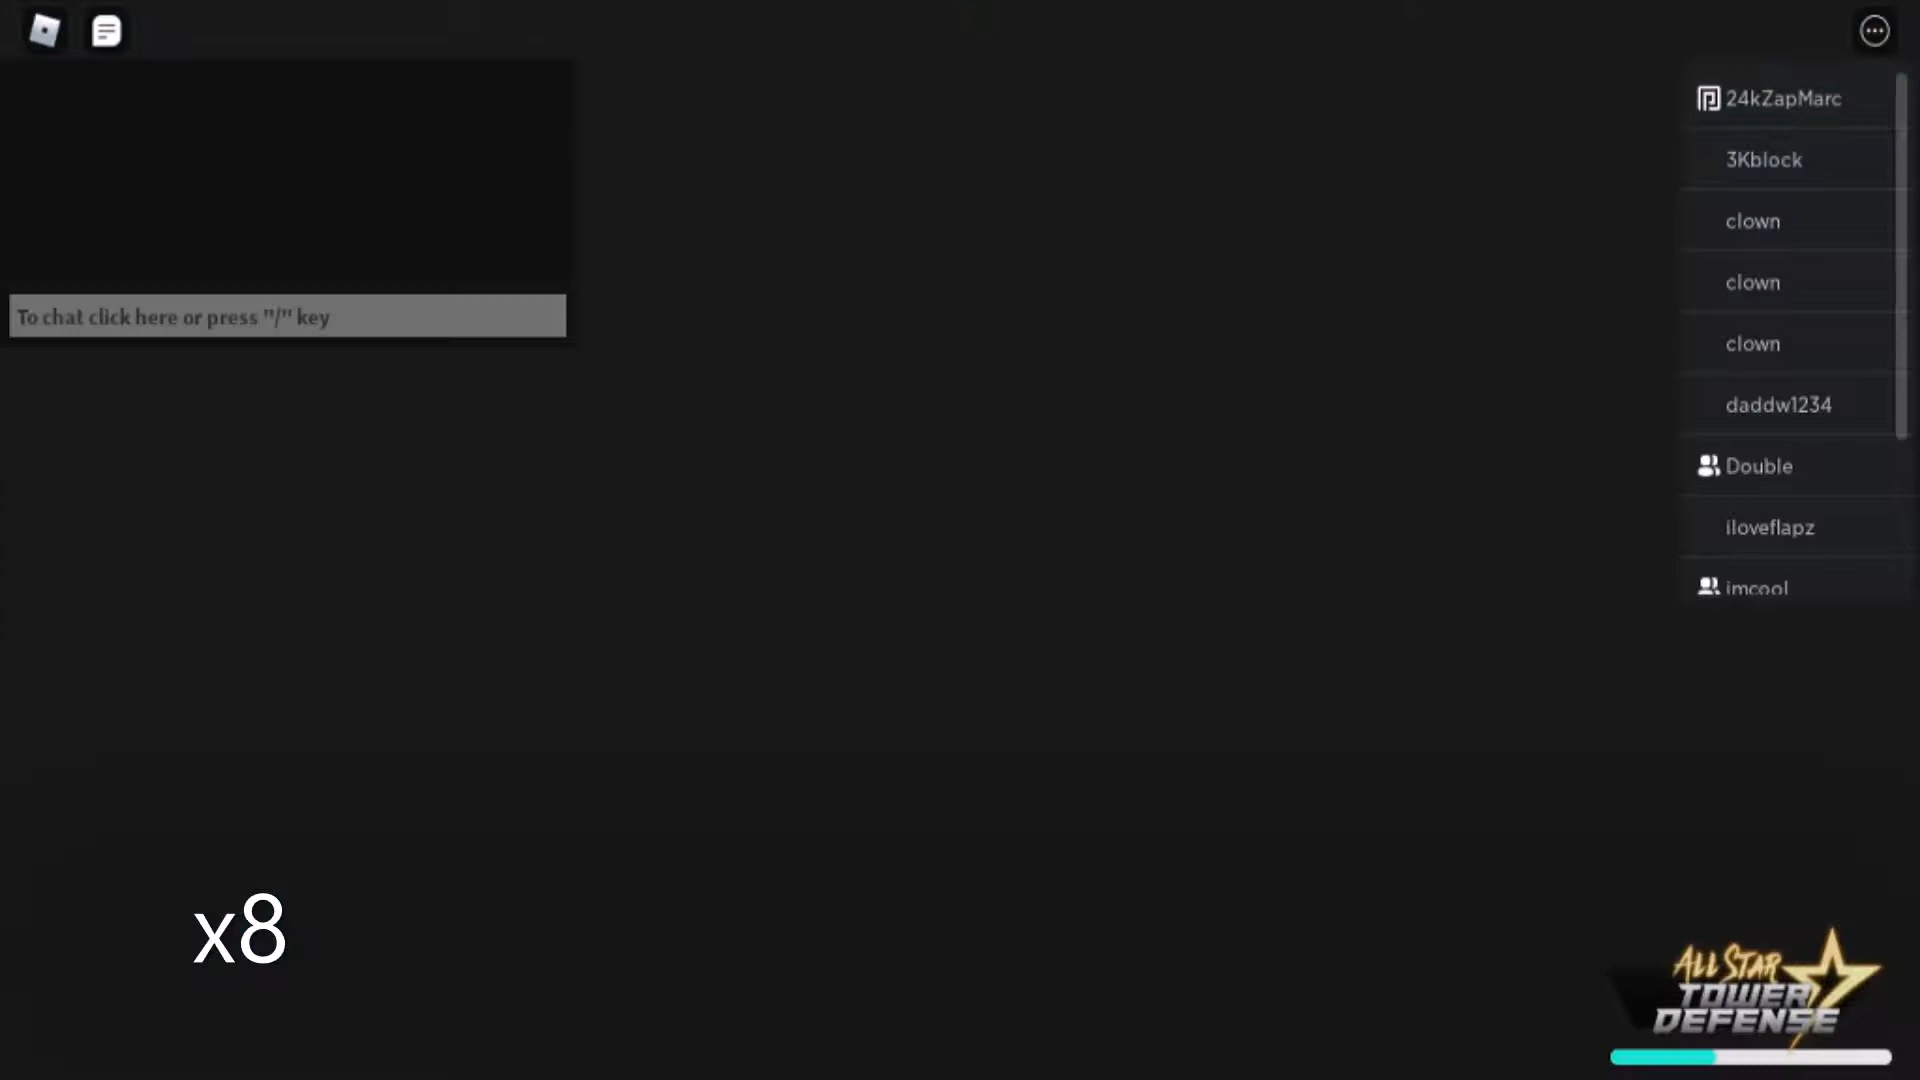 24kZapMarc
3Kblock
clown
clown
clown
daddw1234
Double
iloveflapz
imcool
To chat click here or press "/" key
x8
ALL STAR
TOWER
DEFENSE